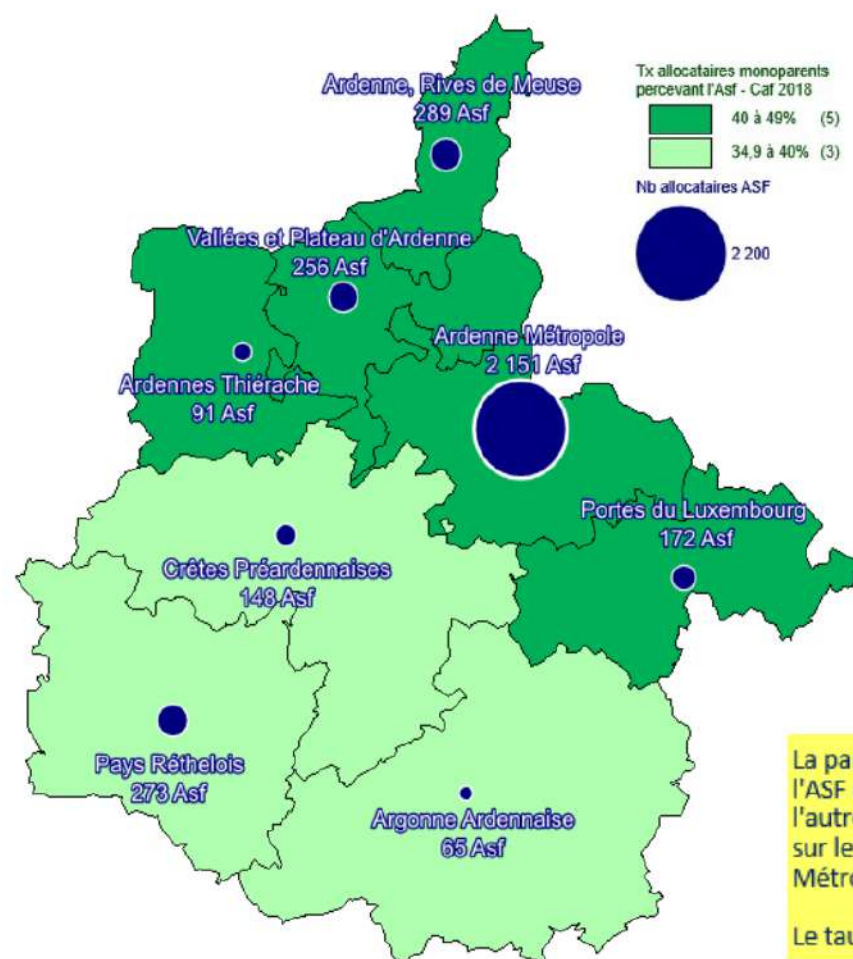 Ardenne, Rives de Meuse
289 Asf
Tx allocataires monoparents
percevant l'Asf - Caf 2018
40 à 49% (5)
34,9 à 40% (3)
Nb allocataires ASF
2 200
Vallées et Plateau d'Ardenne
256 Asf
Ardenne Métropole
2 151 Asf
Ardennes Thiérache
91 Asf
Portes du Luxembourg
172 Asf
Crêtes Préardennaises
148 Asf
Pays Réthelois
273 Asf
Argonne Ardennaise
65 Asf
La pa
l'ASF
l'autre
sur le
Métro
Le tau